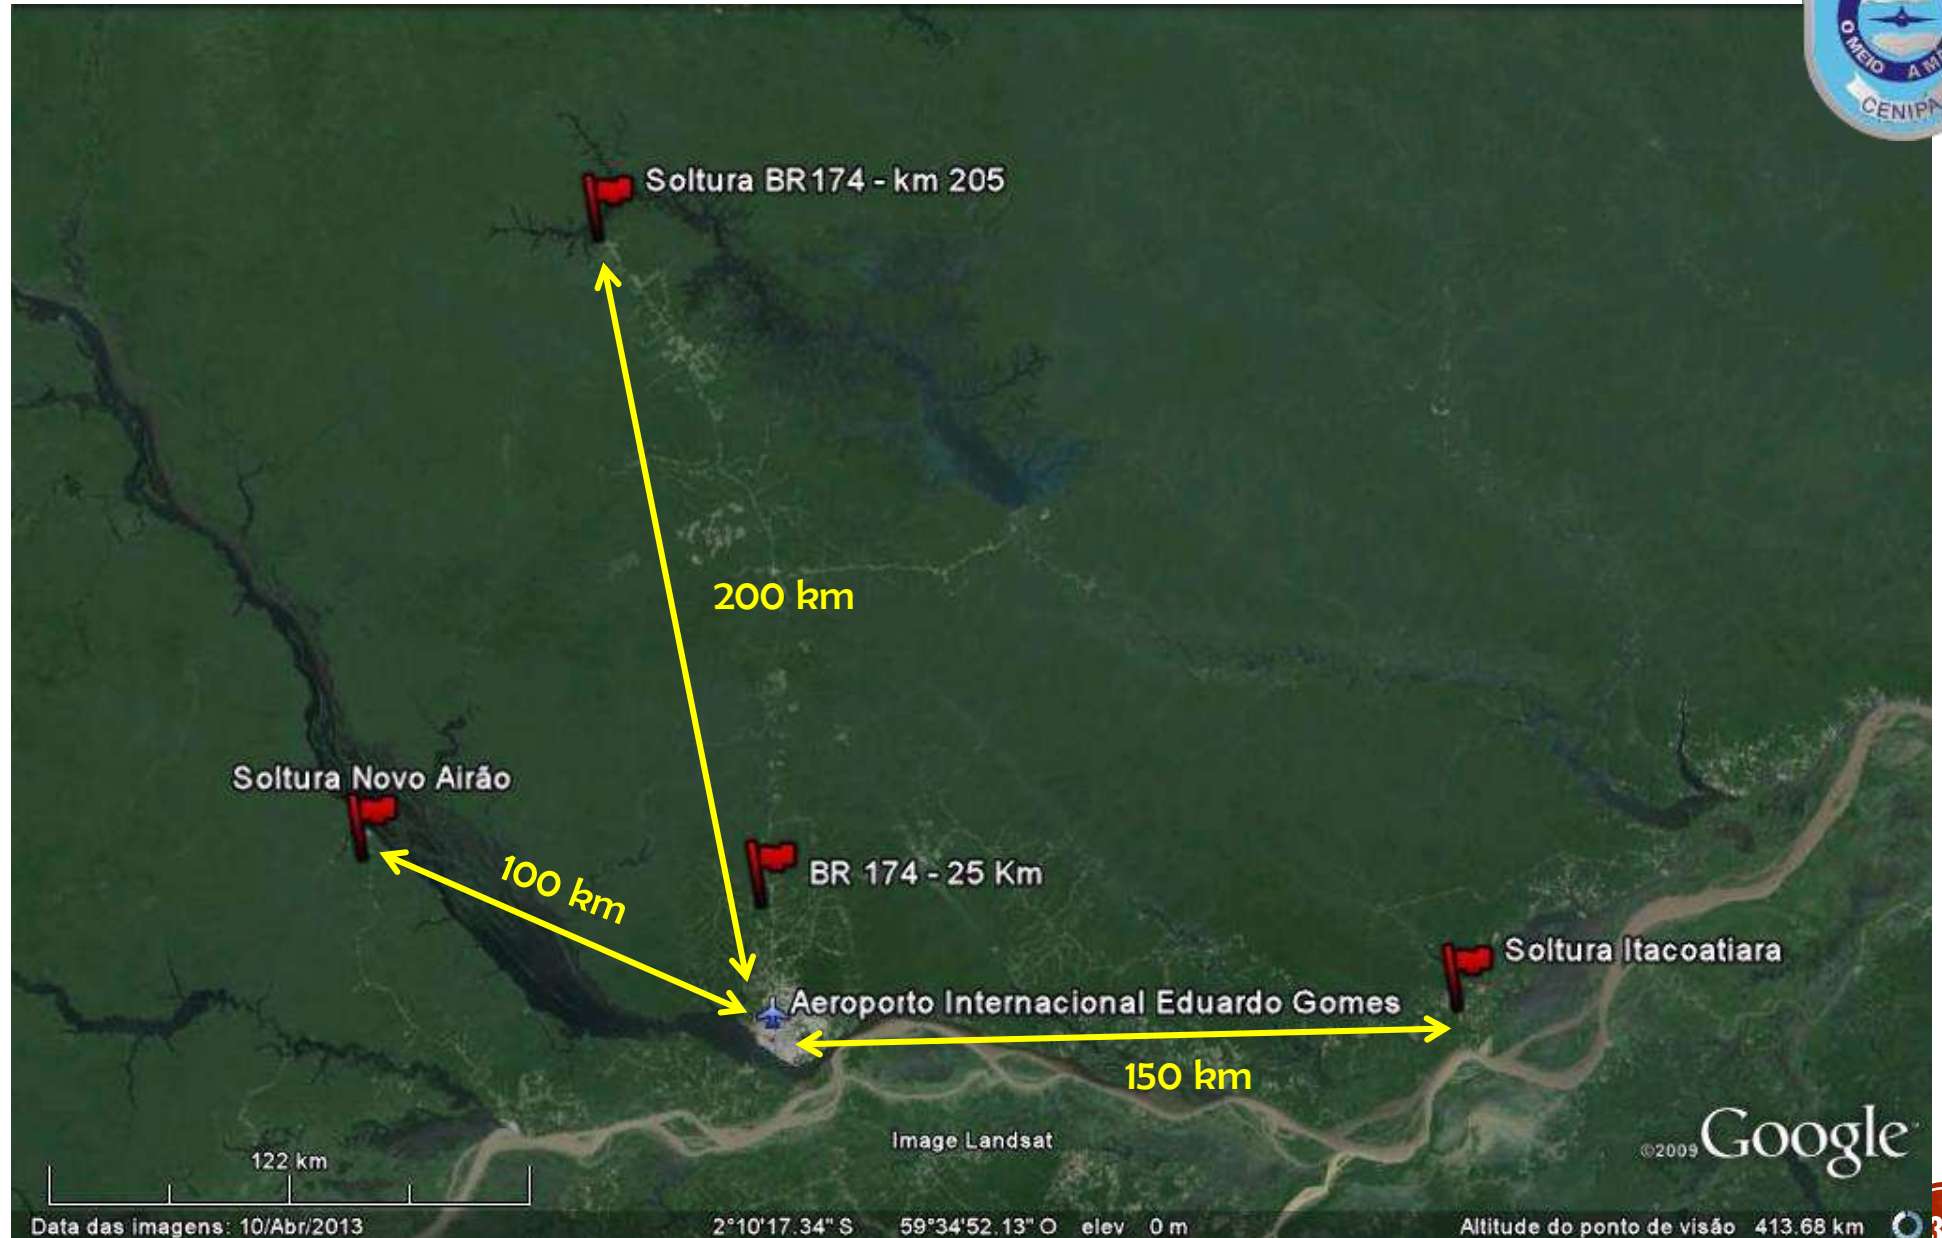 O MEIO A
CENIPA
Soltura BR174 - km 205
200 km
Soltura Novo Airão
100 km
BR 174 - 25 Km
Soltura Itacoatiara
Aeroporto Internacional Eduardo Gomes
150 km
Image Landsat
©2009 Google
122 km
Data das imagens: 10/Abr/2013 2°10'17.34" S 59°34'52.13" O elev 0 m Altitude do ponto de visão 413.68 km